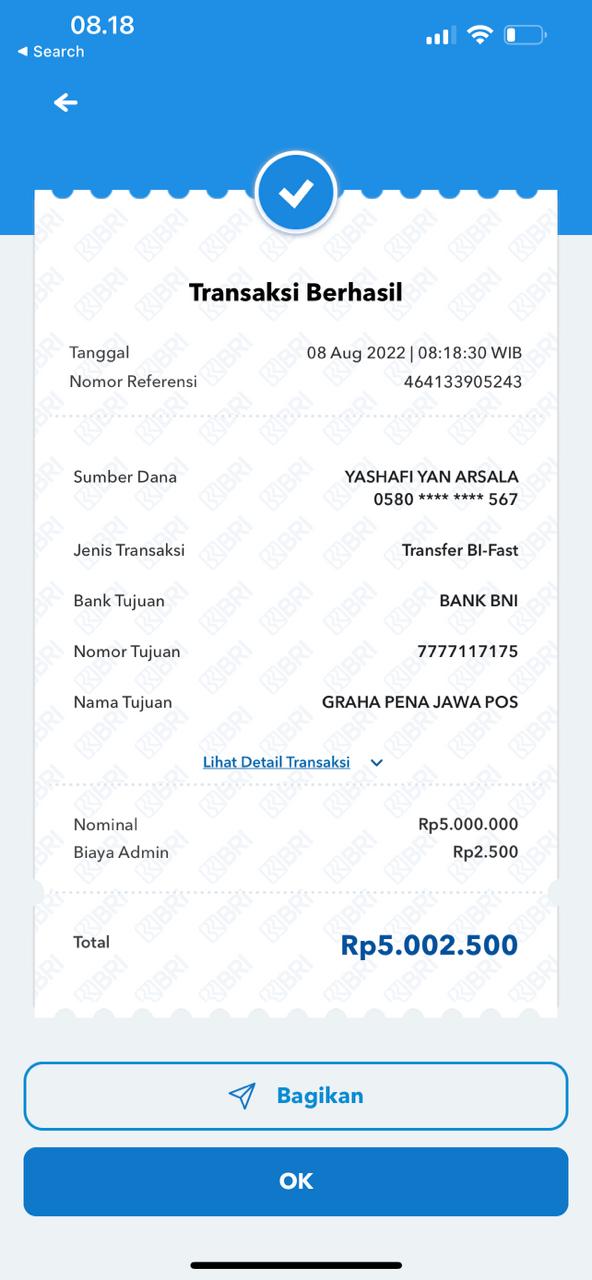 08.18
◀ Search
Transaksi Berhasil
Tanggal 08 Aug 2022 | 08:18:30 WIB
Nomor Referensi 464133905243
Sumber Dana YASHAFI YAN ARSALA
0580 **** **** 567
Jenis Transaksi Transfer BI-Fast
Bank Tujuan BANK BNI
Nomor Tujuan 7777117175
Nama Tujuan GRAHA PENA JAWA POS
Lihat Detail Transaksi
Nominal Rp5.000.000
Biaya Admin Rp2.500
Total Rp5.002.500
Bagikan
OK